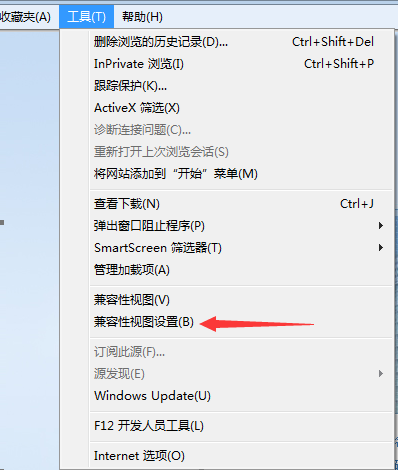 收藏夹(A) 工具(T) 帮助(H)
删除浏览的历史记录(D)... Ctrl+Shift+Del
InPrivate 浏览(I) Ctrl+Shift+P
跟踪保护(K)...
ActiveX 筛选(X)
诊断连接问题(C)...
重新打开上次浏览会话(S)
将网站添加到“开始”菜单(M)
查看下载(N) Ctrl+J
弹出窗口阻止程序(P)
SmartScreen 筛选器(T)
管理加载项(A)
兼容性视图(V)
兼容性视图设置(B)
订阅此源(F)...
源发现(E)
Windows Update(U)
F12 开发人员工具(L)
Internet 选项(O)